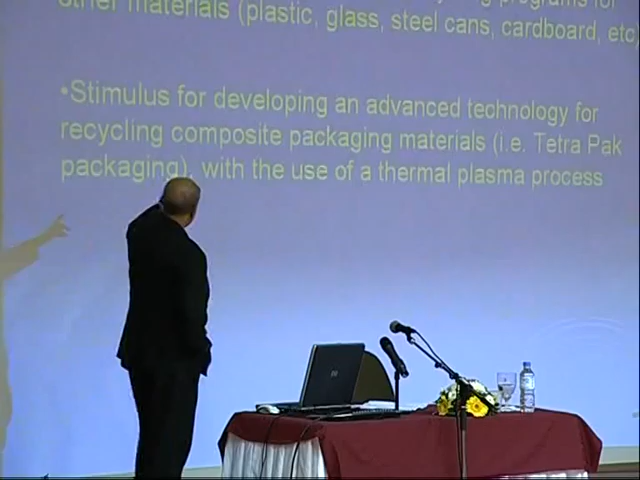 other materials (plastic, glass, steel cans, cardboard, etc)
•Stimulus for developing an advanced technology for
recycling composite packaging materials (i.e. Tetra Pak
packaging), with the use of a thermal plasma process
hp